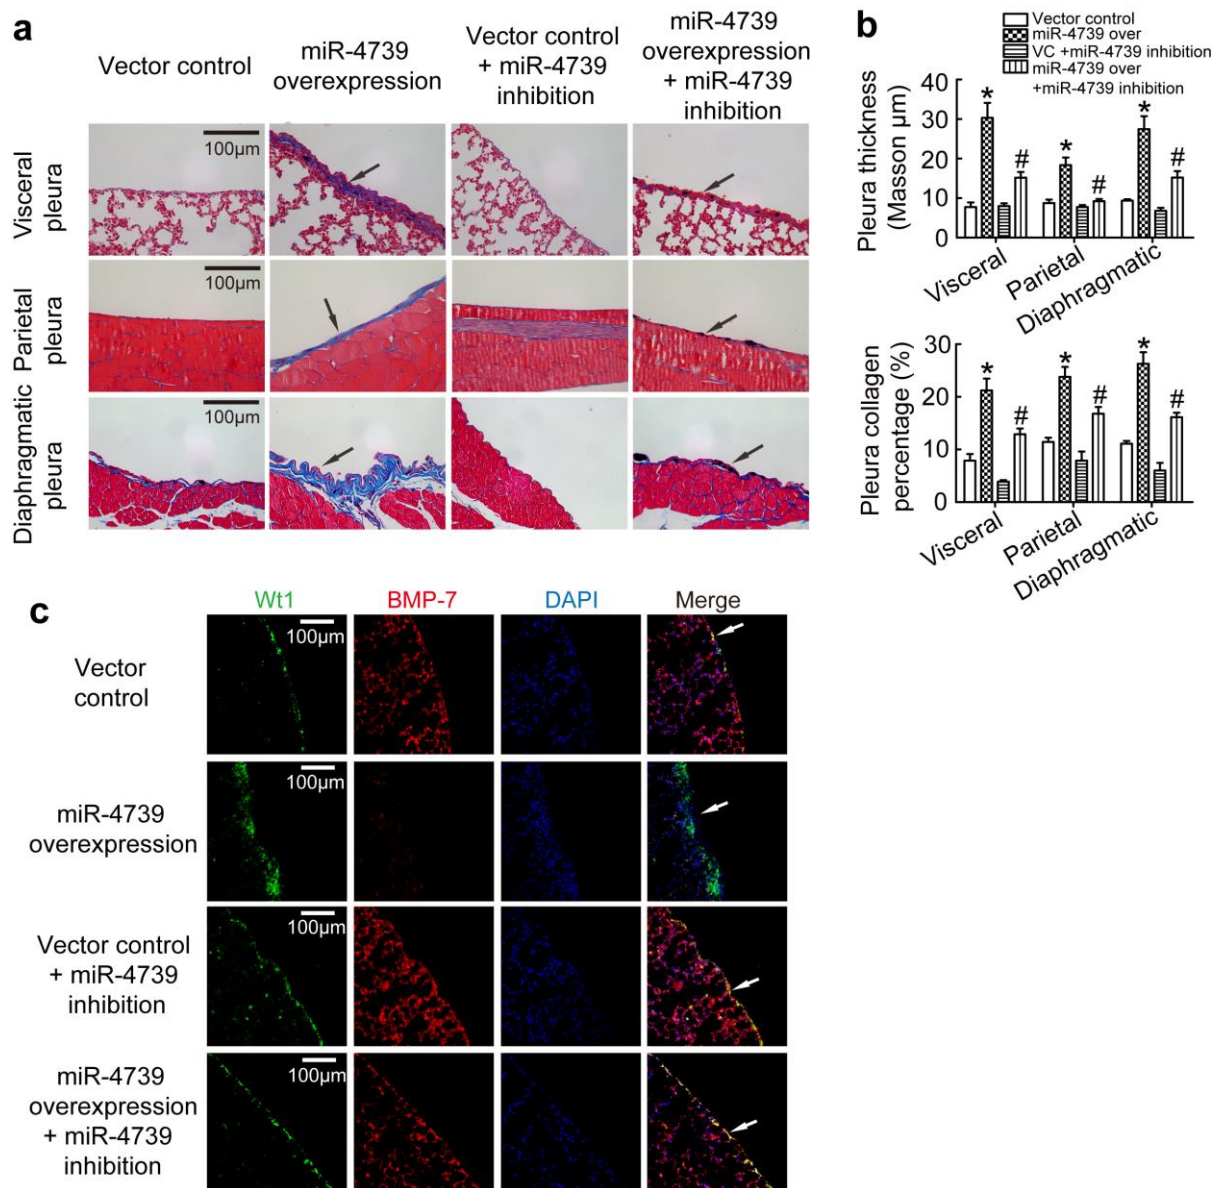 a
Vector control
miR-4739
overexpression
Vector control
+ miR-4739
inhibition
miR-4739
overexpression
+ miR-4739
inhibition
Visceral
pleura
100μm
Parietal
pleura
100μm
Diaphragmatic
pleura
100μm
b
Vector control
miR-4739 over
VC +miR-4739 inhibition
miR-4739 over
+miR-4739 inhibition
Pleura thickness
(Masson μm)
40
30
20
10
0
*
#
*
#
*
#
Visceral
Parietal
Diaphragmatic
Pleura collagen
percentage (%)
30
20
10
0
*
#
*
#
*
#
Visceral
Parietal
Diaphragmatic
c
Wt1
BMP-7
DAPI
Merge
Vector
control
100μm
miR-4739
overexpression
100μm
Vector control
+ miR-4739
inhibition
100μm
miR-4739
overexpression
+ miR-4739
inhibition
100μm